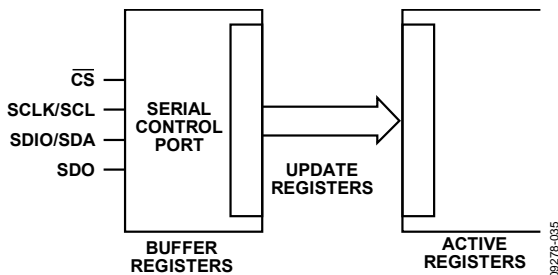 CS
SCLK/SCL
SDIO/SDA
SDO
SERIAL
CONTROL
PORT
UPDATE
REGISTERS
BUFFER
REGISTERS
ACTIVE
REGISTERS
09278-035